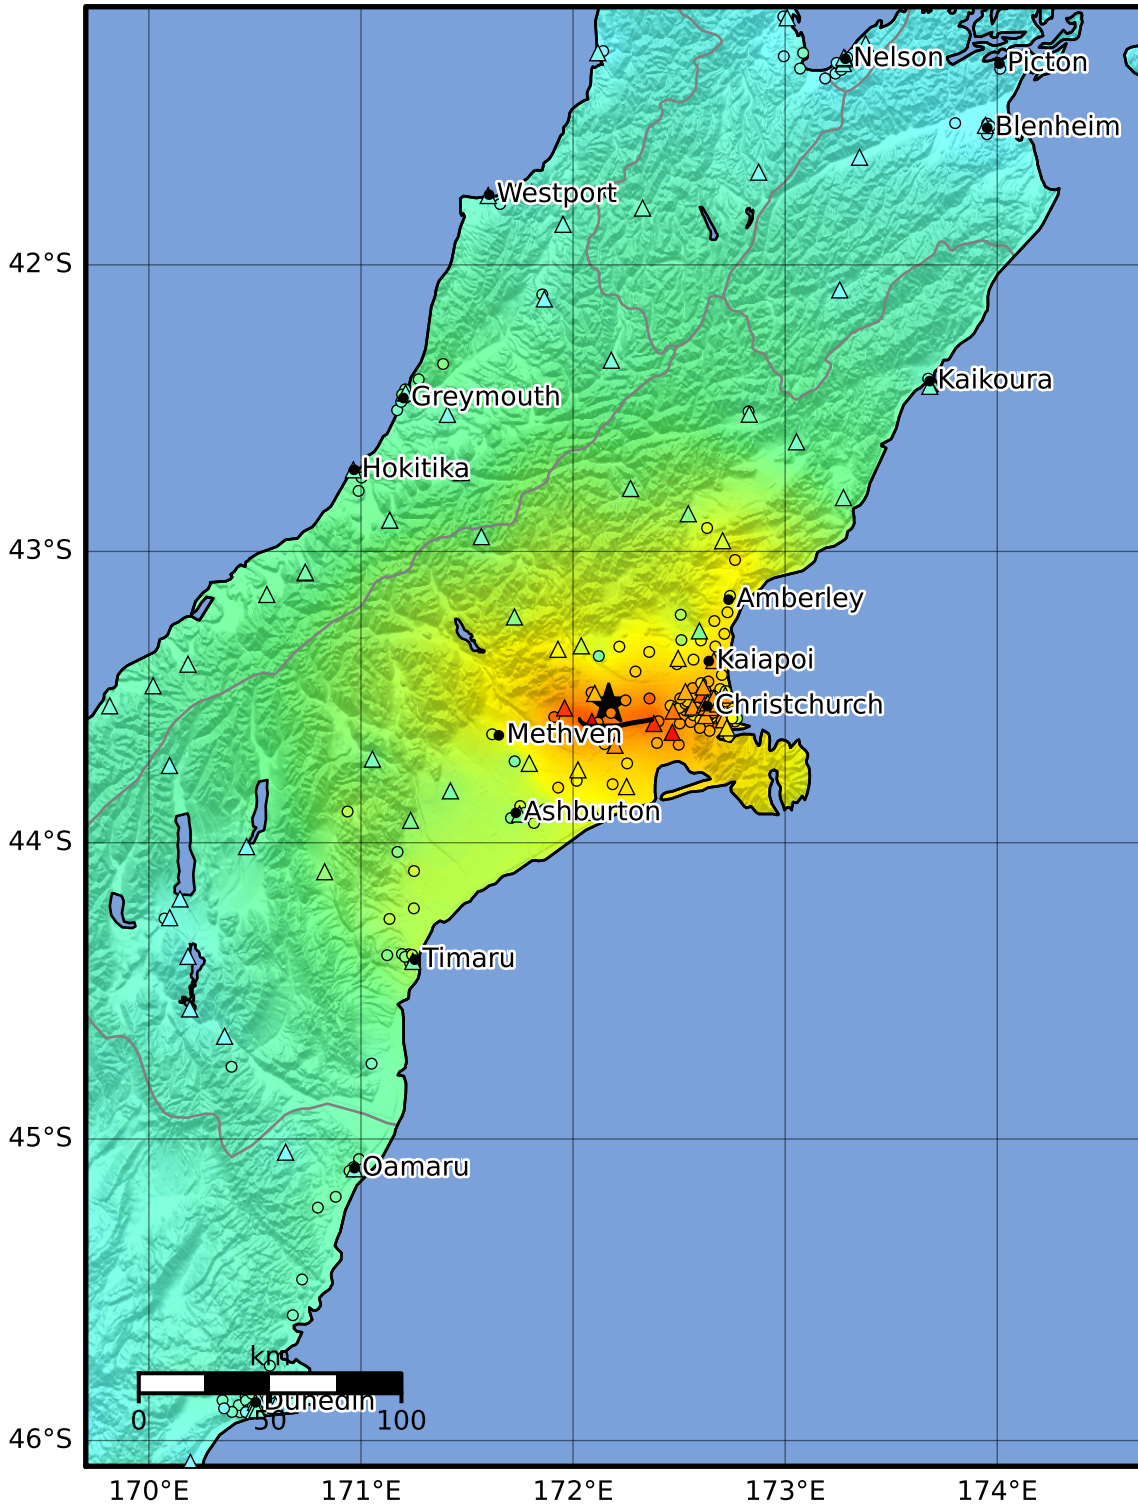 Nelson
Picton
Blenheim
Westport
42°S
Kaikoura
Greymouth
Hokitika
43°S
Amberley
Kaiapoi
Christchurch
Methven
Ashburton
44°S
Timaru
45°S
Oamaru
km
Dunedin
0 50 100
46°S
170°E 171°E 172°E 173°E 174°E